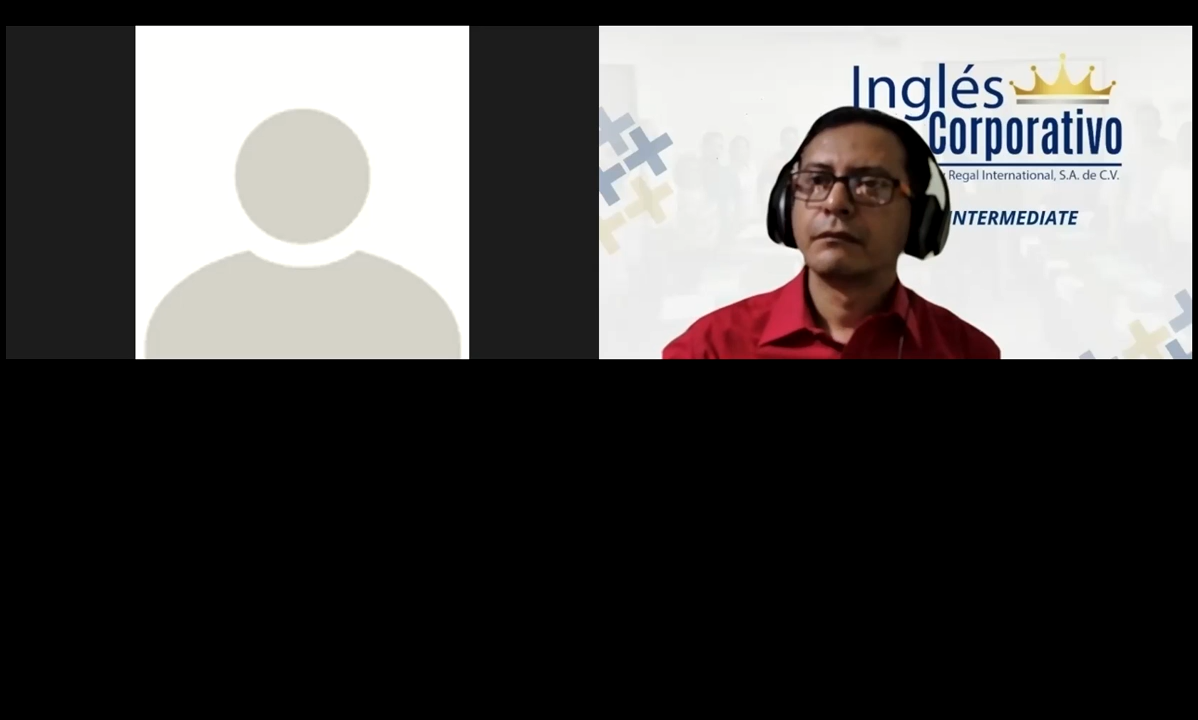 Inglés
Corporativo
Regal International, S.A. de C.V.
INTERMEDIATE